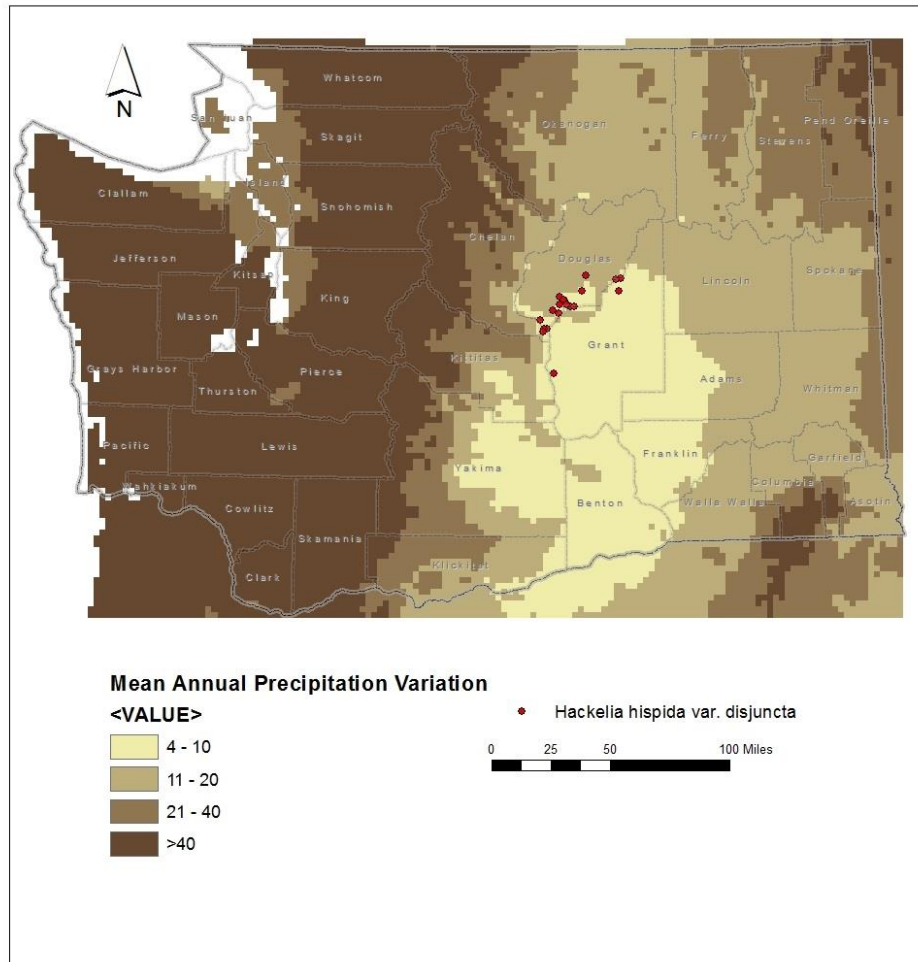 N
Whatcom
San Juan
Okanogan
Ferry
Pend Oreille
Stevens
Skagit
Island
Clallam
Snohomish
Chelan
Jefferson
Douglas
Kitsap
Lincoln
Spokane
King
Mason
Grant
Kittitas
Grays Harbor
Pierce
Adams
Thurston
Whitman
Pacific
Lewis
Franklin
Garfield
Yakima
Columbia
Wahkiakum
Benton
Walla Walla
Asotin
Cowlitz
Skamania
Klickitat
Clark
Mean Annual Precipitation Variation
<VALUE>
4 - 10
11 - 20
21 - 40
>40
Hackelia hispida var. disjuncta
0 25 50 100 Miles